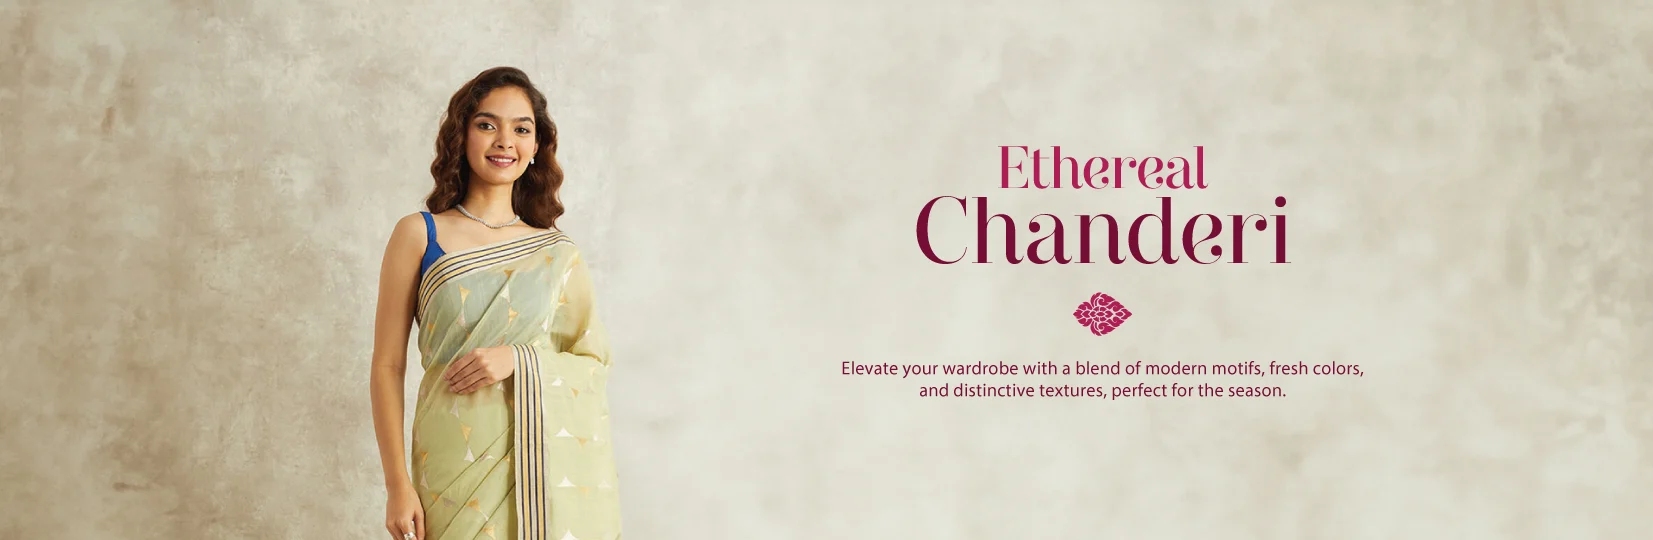 Ethereal
Chanderi
Elevate your wardrobe with a blend of modern motifs, fresh colors,
and distinctive textures, perfect for the season.